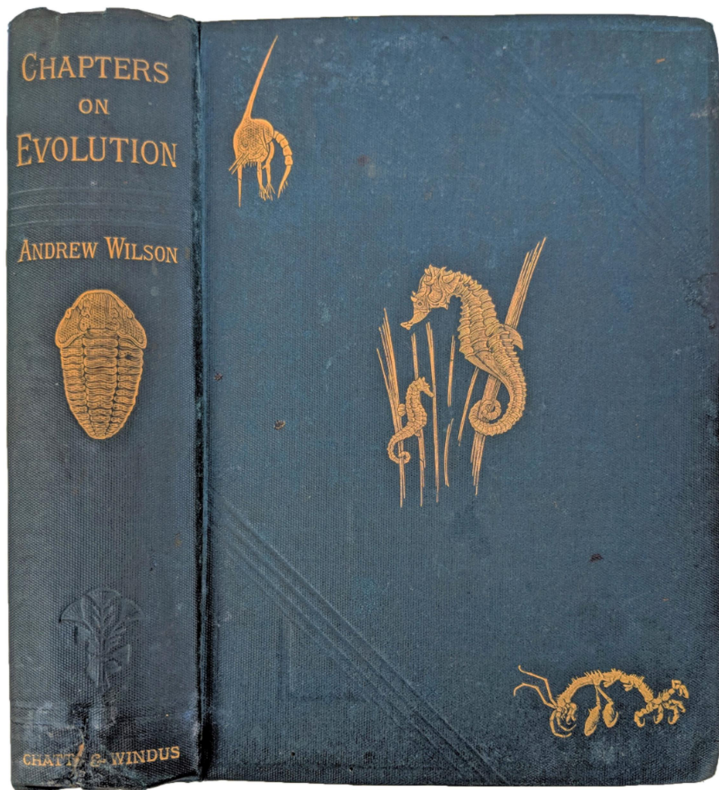 CHAPTERS
ON
EVOLUTION
ANDREW WILSON
CHATTO & WINDUS